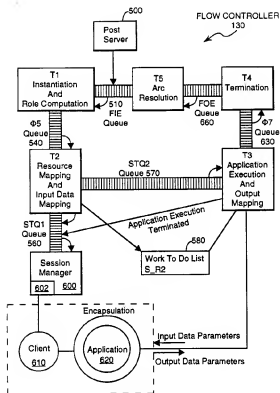 500
Post
Server
FLOW CONTROLLER
130
T1
Instantiation
And
Role Computation
T5
Arc
Resolution
T4
Termination
510
FIE
Queue
FOE
Queue
660
Φ5
Queue
540
Φ7
Queue
630
T2
Resource
Mapping
And
Input Data
Mapping
STQ2
Queue 570
T3
Application
Execution
And
Output
Mapping
Application Execution
Terminated
STQ1
Queue
560
580
Work To Do List
S_R2
Session
Manager
602
600
Encapsulation
Client
610
Application
620
Input Data Parameters
Output Data Parameters